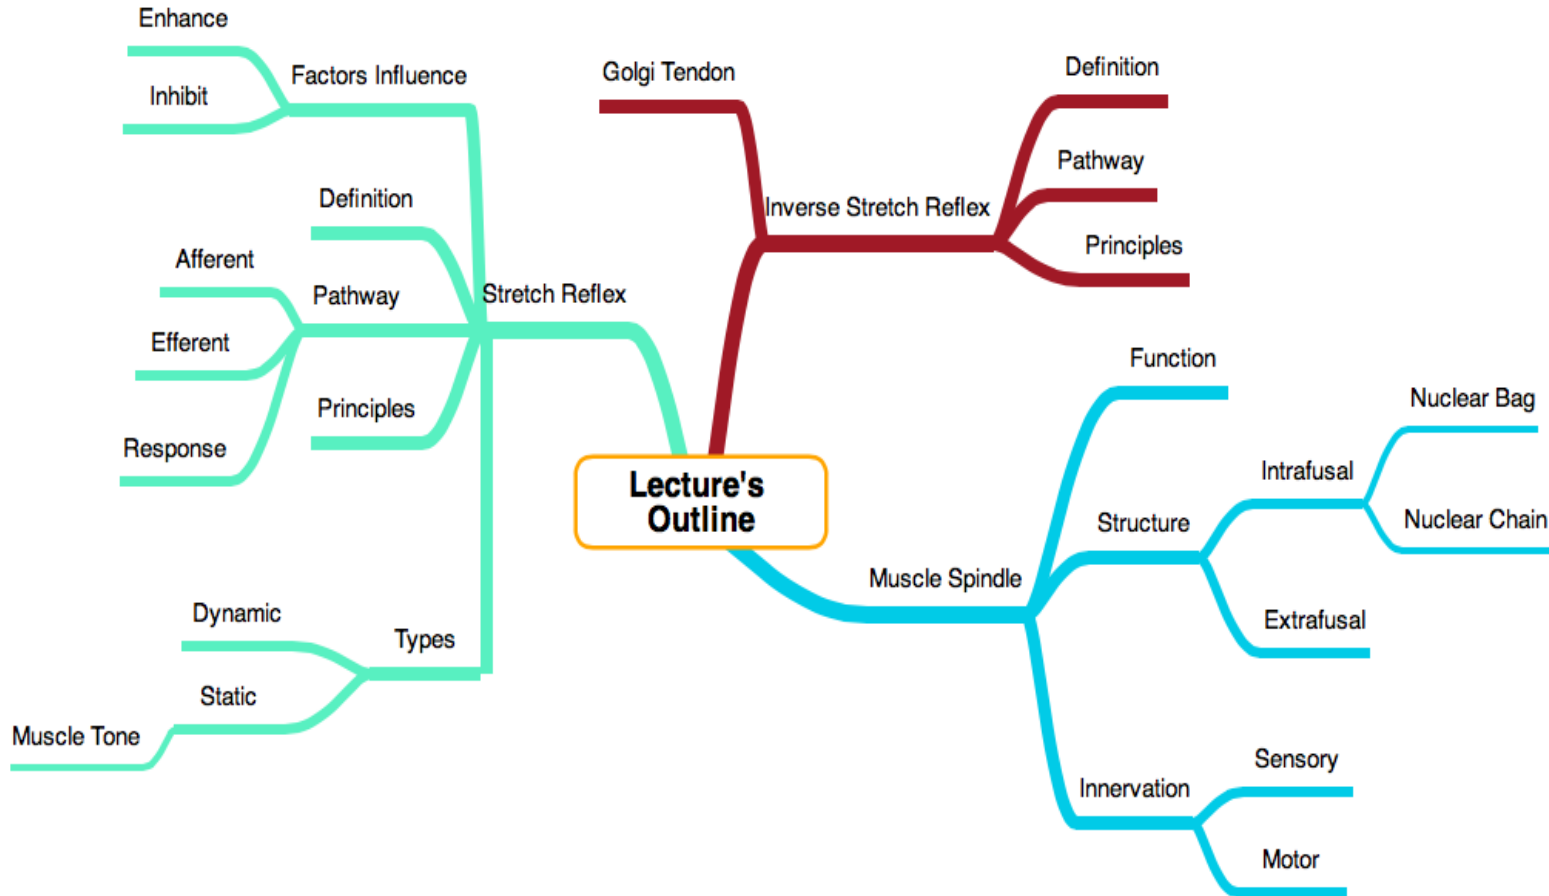 Enhance
Inhibit
Factors Influence
Definition
Afferent
Pathway
Efferent
Response
Principles
Stretch Reflex
Dynamic
Types
Static
Muscle Tone
Golgi Tendon
Inverse Stretch Reflex
Definition
Pathway
Principles
Lecture's
Outline
Muscle Spindle
Function
Structure
Intrafusal
Nuclear Bag
Nuclear Chain
Extrafusal
Innervation
Sensory
Motor